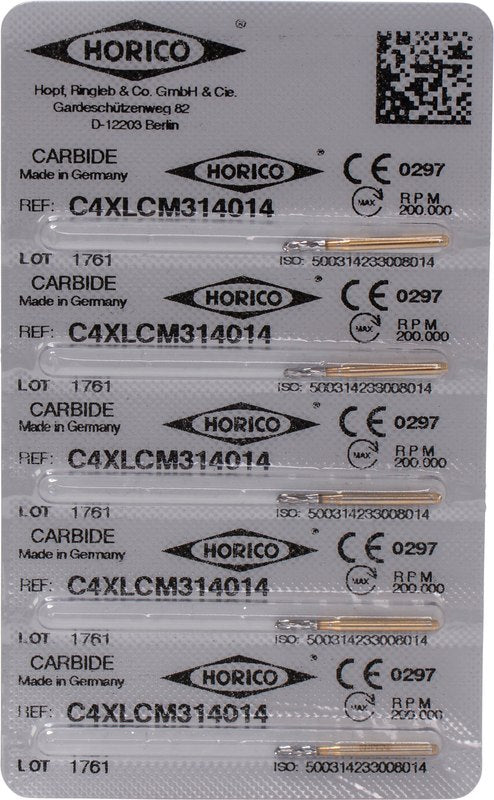 HORICO ®
Hopf, Ringleb & Co. GmbH & Cie.
Gardeschützenweg 82
D-12203 Berlin
CARBIDE HORICO ® CE 0297
Made in Germany
REF: C4XLCM314014 MAX RPM 200.000
LOT 1761 ISO: 500314233008014
CARBIDE HORICO ® CE 0297
Made in Germany
REF: C4XLCM314014 MAX RPM 200.000
LOT 1761 ISO: 500314233008014
CARBIDE HORICO ® CE 0297
Made in Germany
REF: C4XLCM314014 MAX RPM 200.000
LOT 1761 ISO: 500314233008014
CARBIDE HORICO ® CE 0297
Made in Germany
REF: C4XLCM314014 MAX RPM 200.000
LOT 1761 ISO: 500314233008014
CARBIDE HORICO ® CE 0297
Made in Germany
REF: C4XLCM314014 MAX RPM 200.000
HORICO
LOT 1761 ISO: 500314233008014